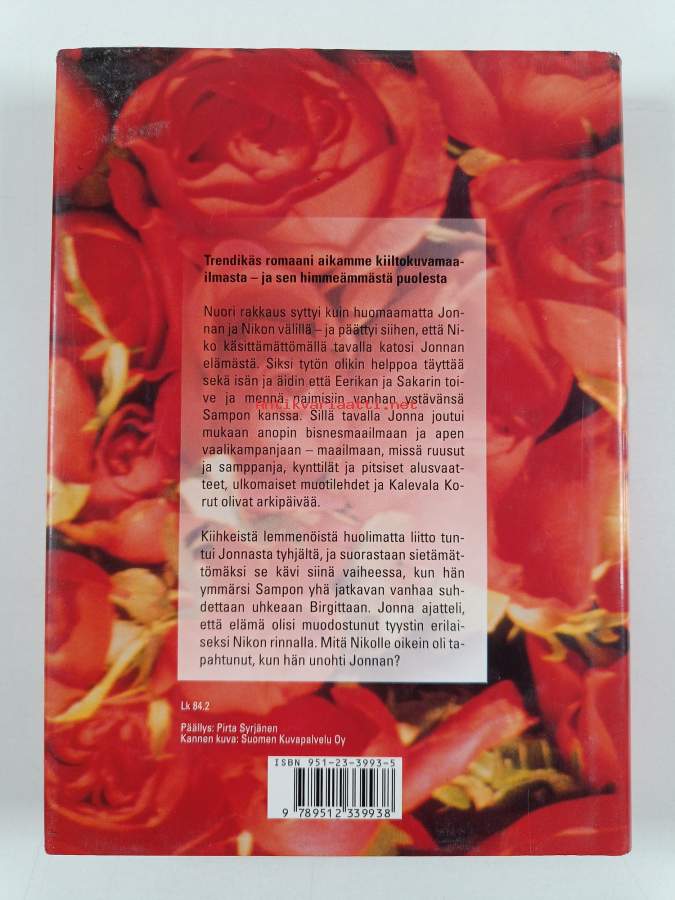 Trendikäs romaani aikamme kiiltokuvamaa-
ilmasta – ja sen himmeämmästä puolesta
Nuori rakkaus syttyi kuin huomaamatta Jon-
nan ja Nikon välillä – ja päättyi siihen, että Ni-
ko käsittämättömällä tavalla katosi Jonnan
elämästä. Siksi tytön olikin helppoa täyttää
sekä isän ja äidin että Eerikan ja Sakarin toi-
ve ja mennä naimisiin vanhan ystävänsä
Antikvariaatti.net
Sampon kanssa. Sillä tavalla Jonna joutui
mukaan anopin bisnesmaailmaan ja apen
vaalikampanjaan – maailmaan, missä ruusut
ja samppanja, kynttilät ja pitsiset alusvaat-
teet, ulkomaiset muotilehdet ja Kalevala Ko-
rut olivat arkipäivää.
Kiihkeistä lemmenöistä huolimatta liitto tun-
tui Jonnasta tyhjältä, ja suorastaan sietämät-
tömäksi se kävi siinä vaiheessa, kun hän
ymmärsi Sampon yhä jatkavan vanhaa suh-
dettaan uhkeaan Birgittaan. Jonna ajatteli,
että elämä olisi muodostunut tyystin erilai-
seksi Nikon rinnalla. Mitä Nikolle oikein oli ta-
pahtunut, kun hän unohti Jonnan?
Lk 84.2
Päällys: Pirta Syrjänen
Kannen kuva: Suomen Kuvapalvelu Oy
ISBN 951-23-3993-5
9 789512 339938